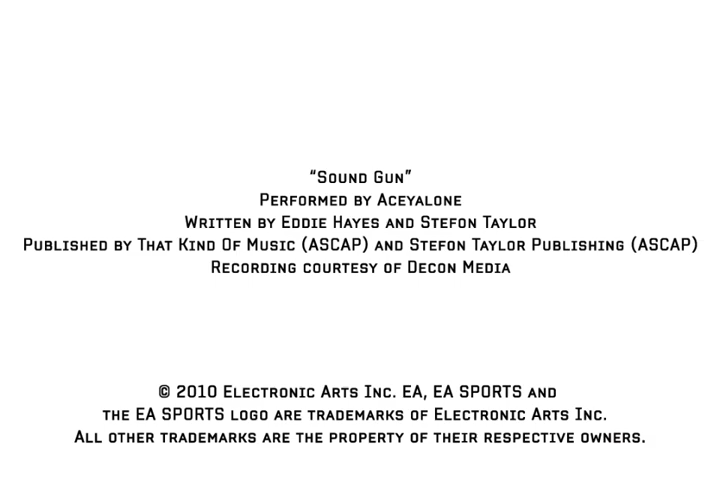 “Sound Gun”
Performed by Aceyalone
Written by Eddie Hayes and Stefon Taylor
Published by That Kind Of Music (ASCAP) and Stefon Taylor Publishing (ASCAP)
Recording courtesy of Decon Media
© 2010 Electronic Arts Inc. EA, EA SPORTS and
the EA SPORTS logo are trademarks of Electronic Arts Inc.
All other trademarks are the property of their respective owners.